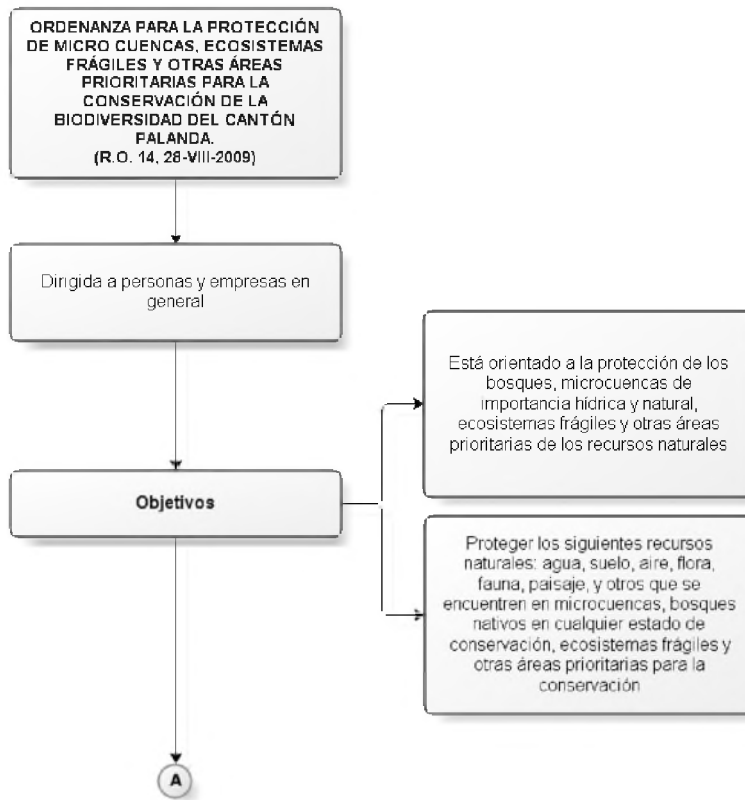 ORDENANZA PARA LA PROTECCIÓN
DE MICRO CUENCAS, ECOSISTEMAS
FRÁGILES Y OTRAS ÁREAS
PRIORITARIAS PARA LA
CONSERVACIÓN DE LA
BIODIVERSIDAD DEL CANTÓN
PALANDA.
(R.O. 14, 28-VIII-2009)
Dirigida a personas y empresas en
general
Objetivos
Está orientado a la protección de los
bosques, microcuencas de
importancia hídrica y natural,
ecosistemas frágiles y otras áreas
prioritarias de los recursos naturales
Proteger los siguientes recursos
naturales: agua, suelo, aire, flora,
fauna, paisaje, y otros que se
encuentren en microcuencas, bosques
nativos en cualquier estado de
conservación, ecosistemas frágiles y
otras áreas prioritarias para la
conservación
A